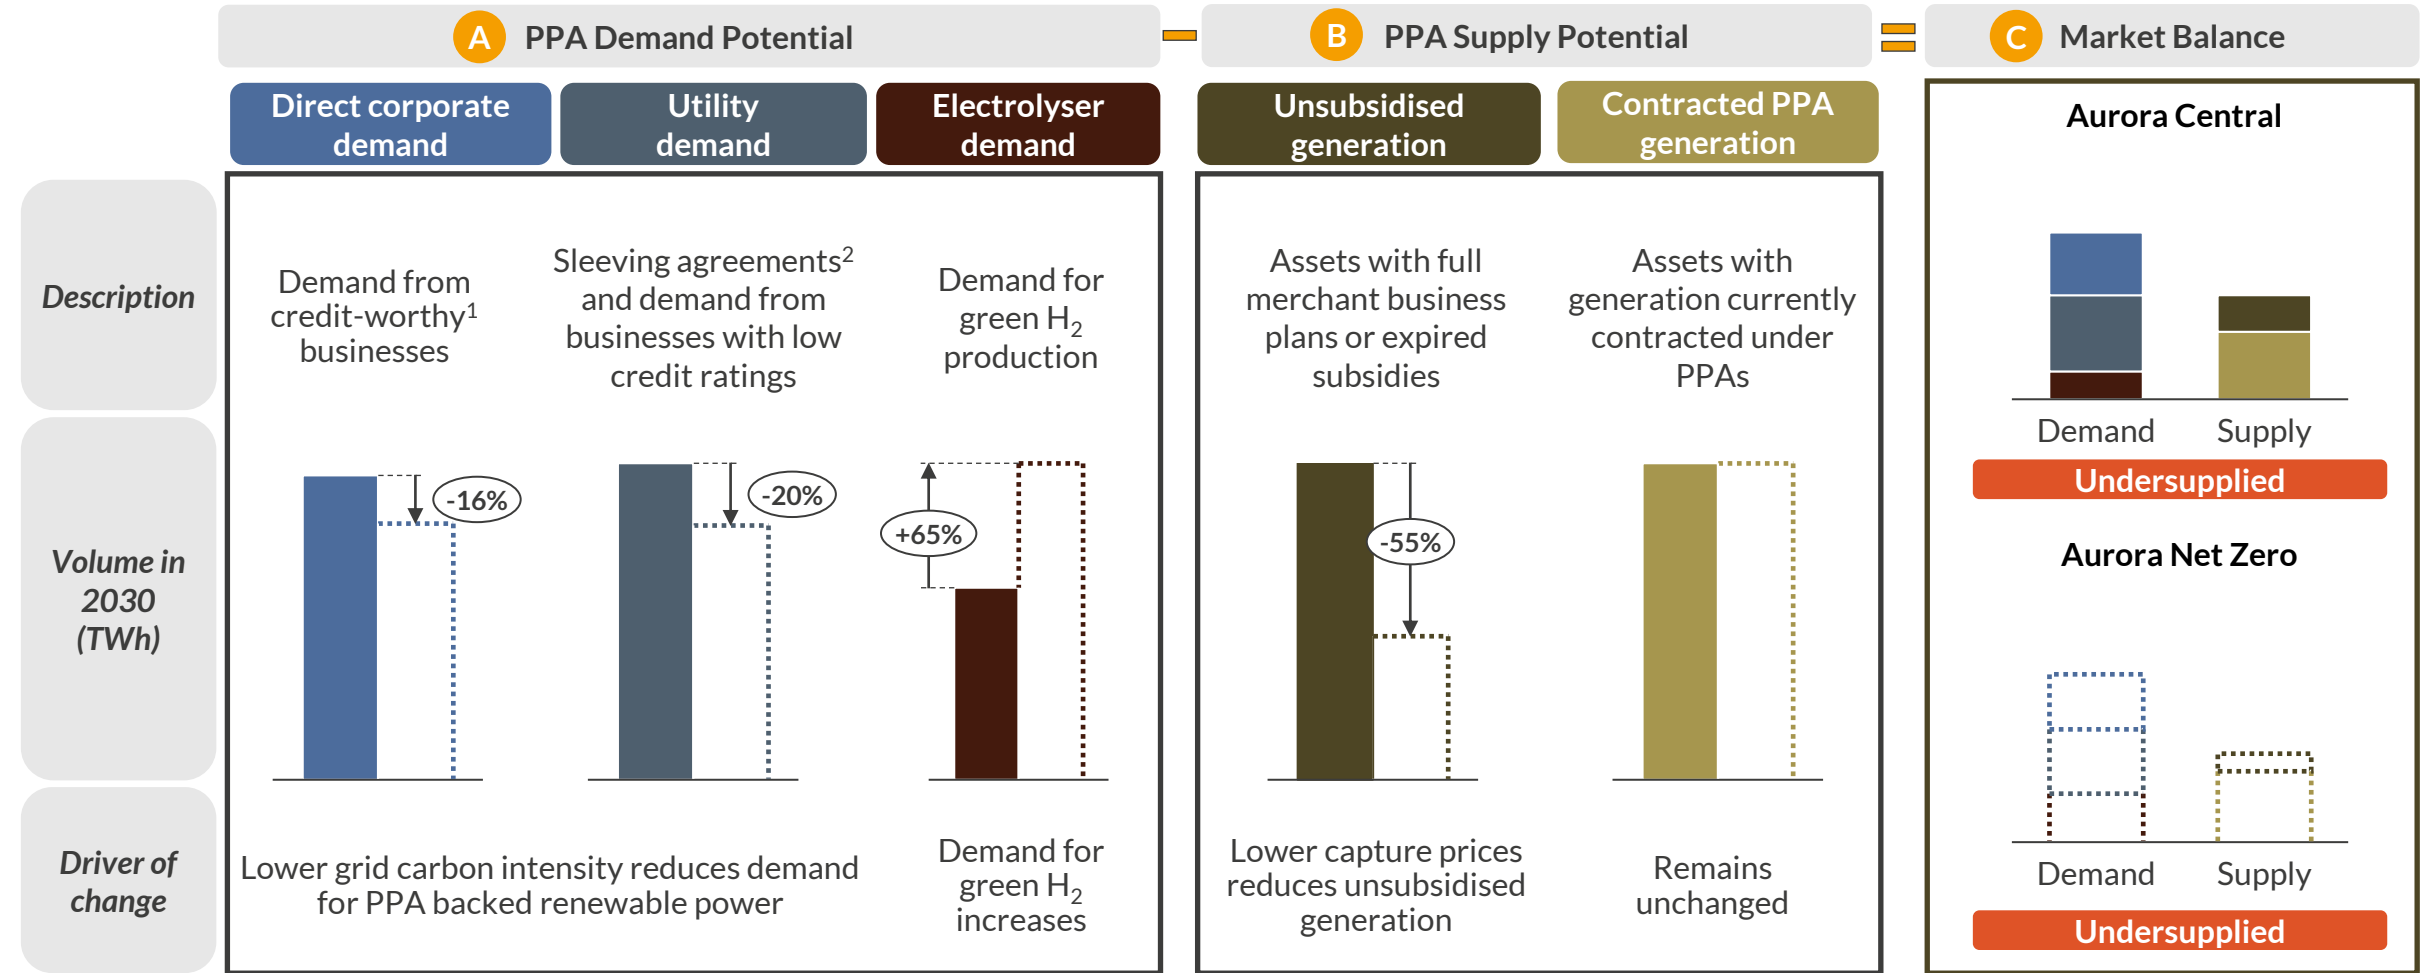 A PPA Demand Potential
B PPA Supply Potential
C Market Balance
Direct corporate
demand
Utility
demand
Electrolyser
demand
Unsubsidised
generation
Contracted PPA
generation
Description
Demand from
credit-worthy¹
businesses
Sleeving agreements²
and demand from
businesses with low
credit ratings
Demand for
green H₂
production
Assets with full
merchant business
plans or expired
subsidies
Assets with
generation currently
contracted under
PPAs
Volume in
2030
(TWh)
-16%
-20%
+65%
-55%
Driver of
change
Lower grid carbon intensity reduces demand
for PPA backed renewable power
Demand for
green H₂
increases
Lower capture prices
reduces unsubsidised
generation
Remains
unchanged
Aurora Central
Demand
Supply
Undersupplied
Aurora Net Zero
Demand
Supply
Undersupplied